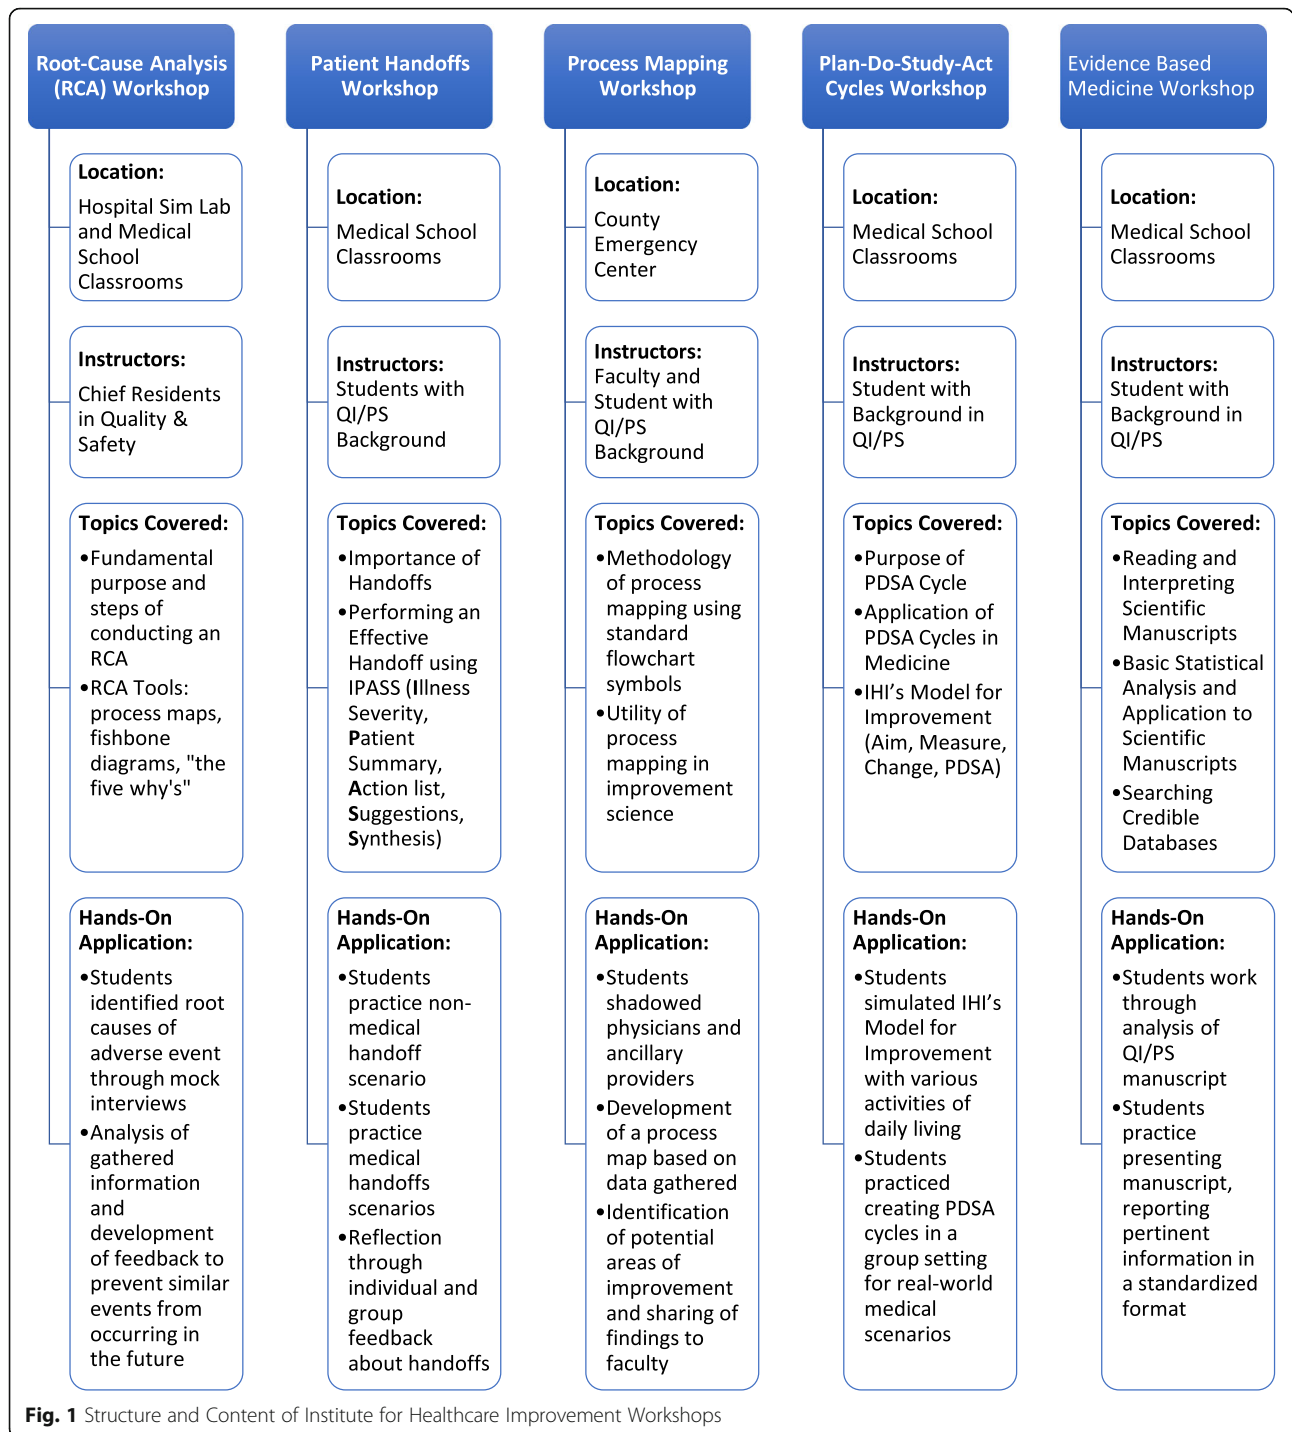 Root-Cause Analysis
(RCA) Workshop
Location:
Hospital Sim Lab
and Medical
School
Classrooms
Instructors:
Chief Residents
in Quality &
Safety
Topics Covered:
•Fundamental
purpose and
steps of
conducting an
RCA
•RCA Tools:
process maps,
fishbone
diagrams, "the
five why's"
Hands-On
Application:
•Students
identified root
causes of
adverse event
through mock
interviews
•Analysis of
gathered
information
and
development
of feedback to
prevent similar
events from
occurring in
the future
Patient Handoffs
Workshop
Location:
Medical School
Classrooms
Instructors:
Students with
QI/PS
Background
Topics Covered:
•Importance of
Handoffs
•Performing an
Effective
Handoff using
IPASS (Illness
Severity,
Patient
Summary,
Action list,
Suggestions,
Synthesis)
Hands-On
Application:
•Students
practice non-
medical
handoff
scenario
•Students
practice
medical
handoffs
scenarios
•Reflection
through
individual and
group
feedback
about handoffs
Process Mapping
Workshop
Location:
County
Emergency
Center
Instructors:
Faculty and
Student with
QI/PS
Background
Topics Covered:
•Methodology
of process
mapping using
standard
flowchart
symbols
•Utility of
process
mapping in
improvement
science
Hands-On
Application:
•Students
shadowed
physicians and
ancillary
providers
•Development
of a process
map based on
data gathered
•Identification
of potential
areas of
improvement
and sharing of
findings to
faculty
Plan-Do-Study-Act
Cycles Workshop
Location:
Medical School
Classrooms
Instructors:
Student with
Background in
QI/PS
Topics Covered:
•Purpose of
PDSA Cycle
•Application of
PDSA Cycles in
Medicine
•IHI’s Model for
Improvement
(Aim, Measure,
Change, PDSA)
Hands-On
Application:
•Students
simulated IHI’s
Model for
Improvement
with various
activities of
daily living
•Students
practiced
creating PDSA
cycles in a
group setting
for real-world
medical
scenarios
Evidence Based
Medicine Workshop
Location:
Medical School
Classrooms
Instructors:
Student with
Background in
QI/PS
Topics Covered:
•Reading and
Interpreting
Scientific
Manuscripts
•Basic Statistical
Analysis and
Application to
Scientific
Manuscripts
•Searching
Credible
Databases
Hands-On
Application:
•Students work
through
analysis of
QI/PS
manuscript
•Students
practice
presenting
manuscript,
reporting
pertinent
information in
a standardized
format
Fig. 1 Structure and Content of Institute for Healthcare Improvement Workshops